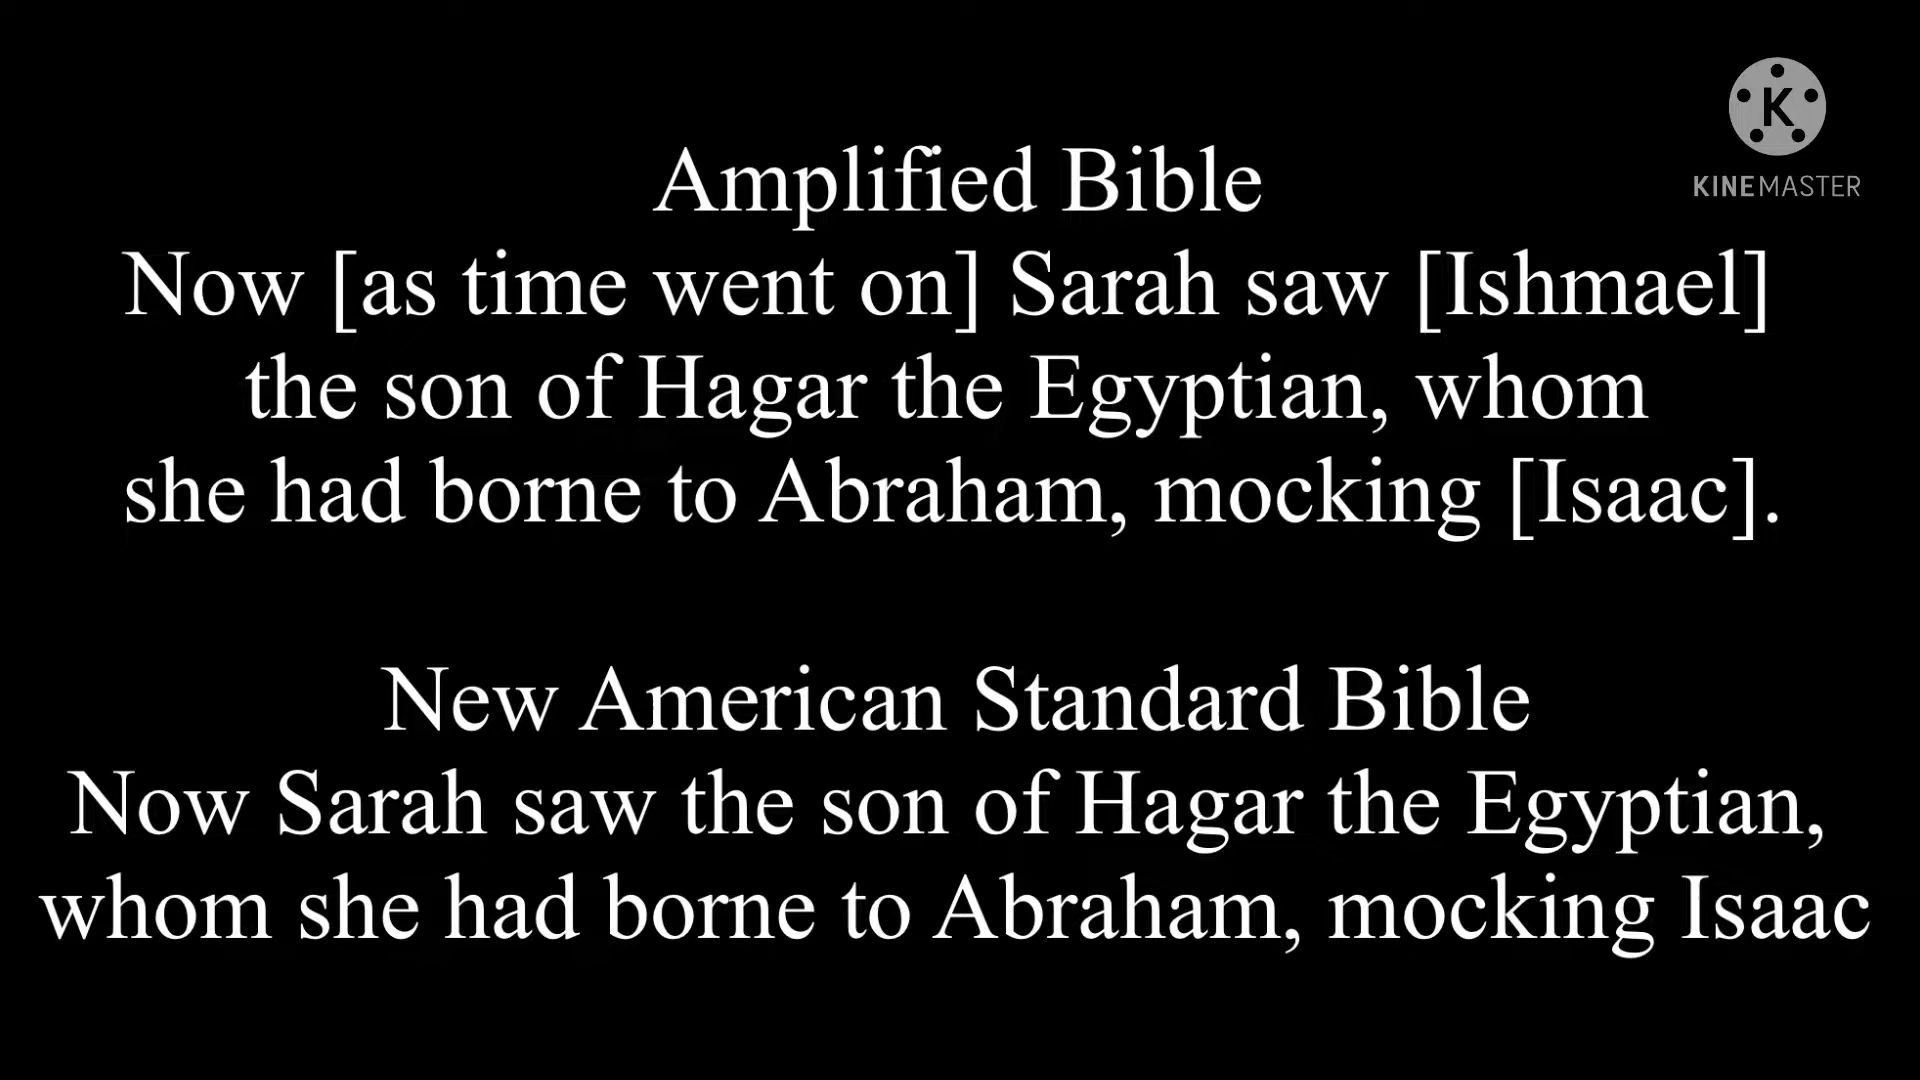 K
KINEMASTER
Amplified Bible
Now [as time went on] Sarah saw [Ishmael]
the son of Hagar the Egyptian, whom
she had borne to Abraham, mocking [Isaac].
New American Standard Bible
Now Sarah saw the son of Hagar the Egyptian,
whom she had borne to Abraham, mocking Isaac